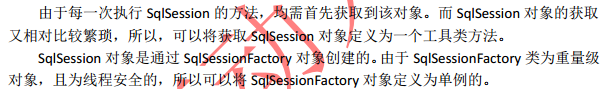 由于每一次执行 SqlSession 的方法，均需首先获取到该对象。而 SqlSession 对象的获取
又相对比较繁琐，所以，可以将获取 SqlSession 对象定义为一个工具类方法。
SqlSession 对象是通过 SqlSessionFactory 对象创建的。由于 SqlSessionFactory 类为重量级
对象，且为线程安全的，所以可以将 SqlSessionFactory 对象定义为单例的。